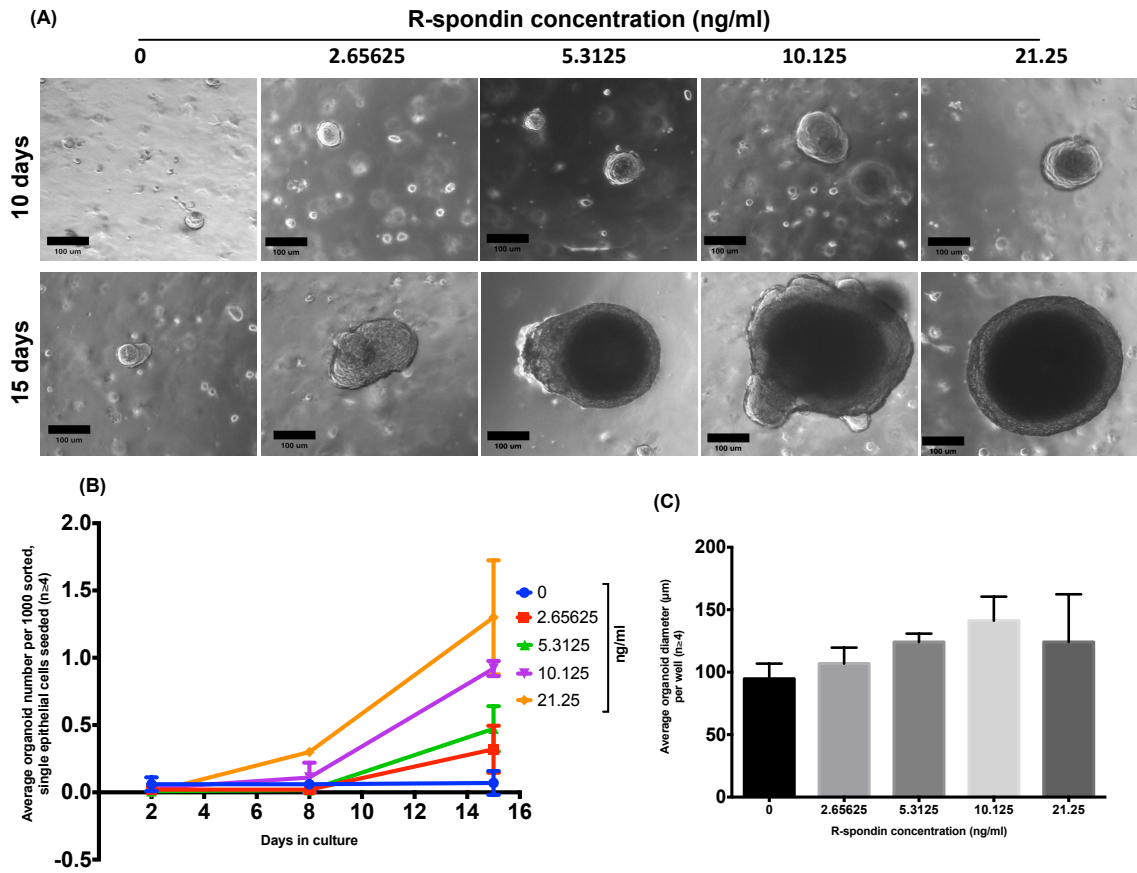 (A)
R-spondin concentration (ng/ml)
0 2.65625 5.3125 10.125 21.25
10 days
100 um 100 um 100 um 100 um 100 um
15 days
100 um 100 um 100 um 100 um 100 um
(B)
Average organoid number per 1000 sorted,
single epithelial cells seeded (n≥4)
2.0
1.5
1.0
0.5
0.0
-0.5
2 4 6 8 10 12 14 16
Days in culture
0
2.65625
5.3125
10.125
21.25
ng/ml
(C)
Average organoid diameter (µm)
per well (n≥4)
200
150
100
50
0
0 2.65625 5.3125 10.125 21.25
R-spondin concentration (ng/ml)